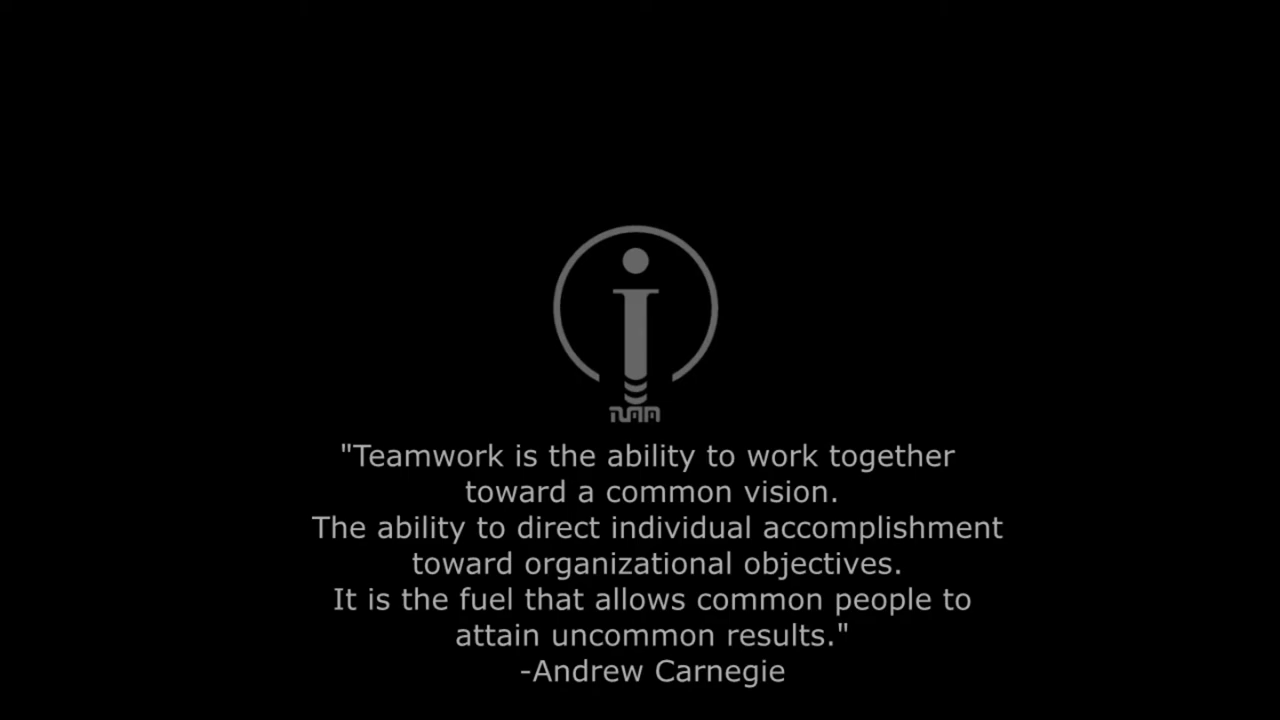 "Teamwork is the ability to work together
toward a common vision.
The ability to direct individual accomplishment
toward organizational objectives.
It is the fuel that allows common people to
attain uncommon results."
-Andrew Carnegie